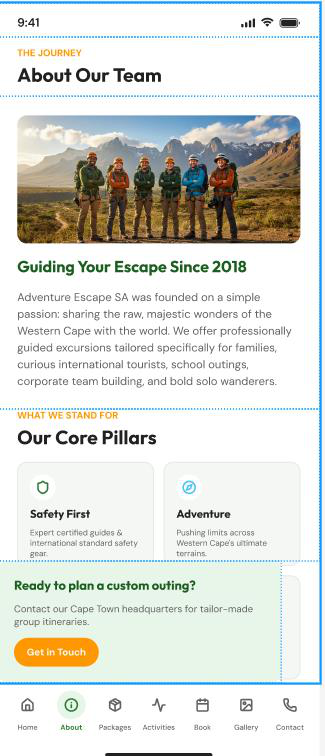 9:41
THE JOURNEY
About Our Team
Guiding Your Escape Since 2018
Adventure Escape SA was founded on a simple
passion: sharing the raw, majestic wonders of the
Western Cape with the world. We offer professionally
guided excursions tailored specifically for families,
curious international tourists, school outings,
corporate team building, and bold solo wanderers.
WHAT WE STAND FOR
Our Core Pillars
Safety First
Expert certified guides &
international standard safety
gear.
Adventure
Pushing limits across
Western Cape's ultimate
terrains.
Ready to plan a custom outing?
Contact our Cape Town headquarters for tailor-made
group itineraries.
Get in Touch
Home About Packages Activities Book Gallery Contact